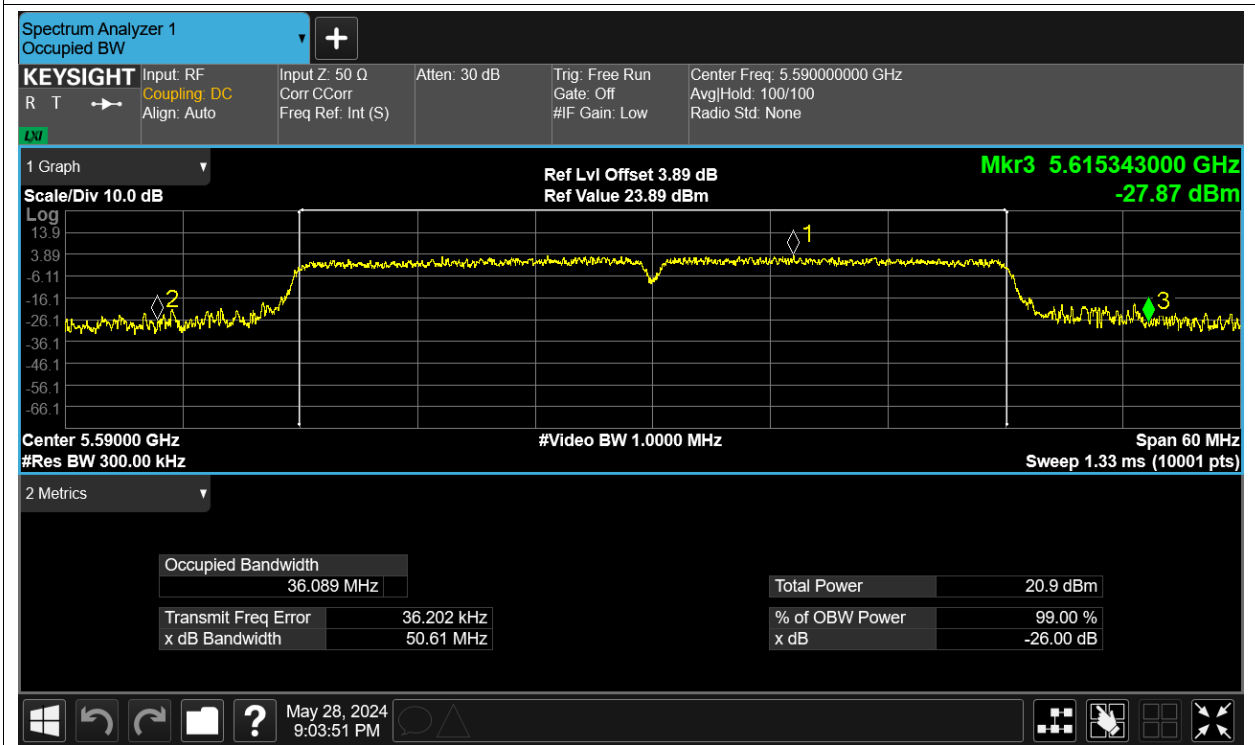 Spectrum Analyzer 1
Occupied BW
KEYSIGHT
R T
LXI
Input: RF
Coupling: DC
Align: Auto
Input Z: 50 Ω
Corr CCorr
Freq Ref: Int (S)
Atten: 30 dB
Trig: Free Run
Gate: Off
#IF Gain: Low
Center Freq: 5.590000000 GHz
Avg|Hold: 100/100
Radio Std: None
1 Graph
Scale/Div 10.0 dB
Ref Lvl Offset 3.89 dB
Ref Value 23.89 dBm
Mkr3 5.615343000 GHz
-27.87 dBm
Log
13.9
3.89
-6.11
-16.1
-26.1
-36.1
-46.1
-56.1
-66.1
1
2
3
Center 5.59000 GHz
#Res BW 300.00 kHz
#Video BW 1.0000 MHz
Span 60 MHz
Sweep 1.33 ms (10001 pts)
2 Metrics
Occupied Bandwidth
36.089 MHz
Transmit Freq Error 36.202 kHz
x dB Bandwidth 50.61 MHz
Total Power 20.9 dBm
% of OBW Power 99.00 %
x dB -26.00 dB
?
May 28, 2024
9:03:51 PM